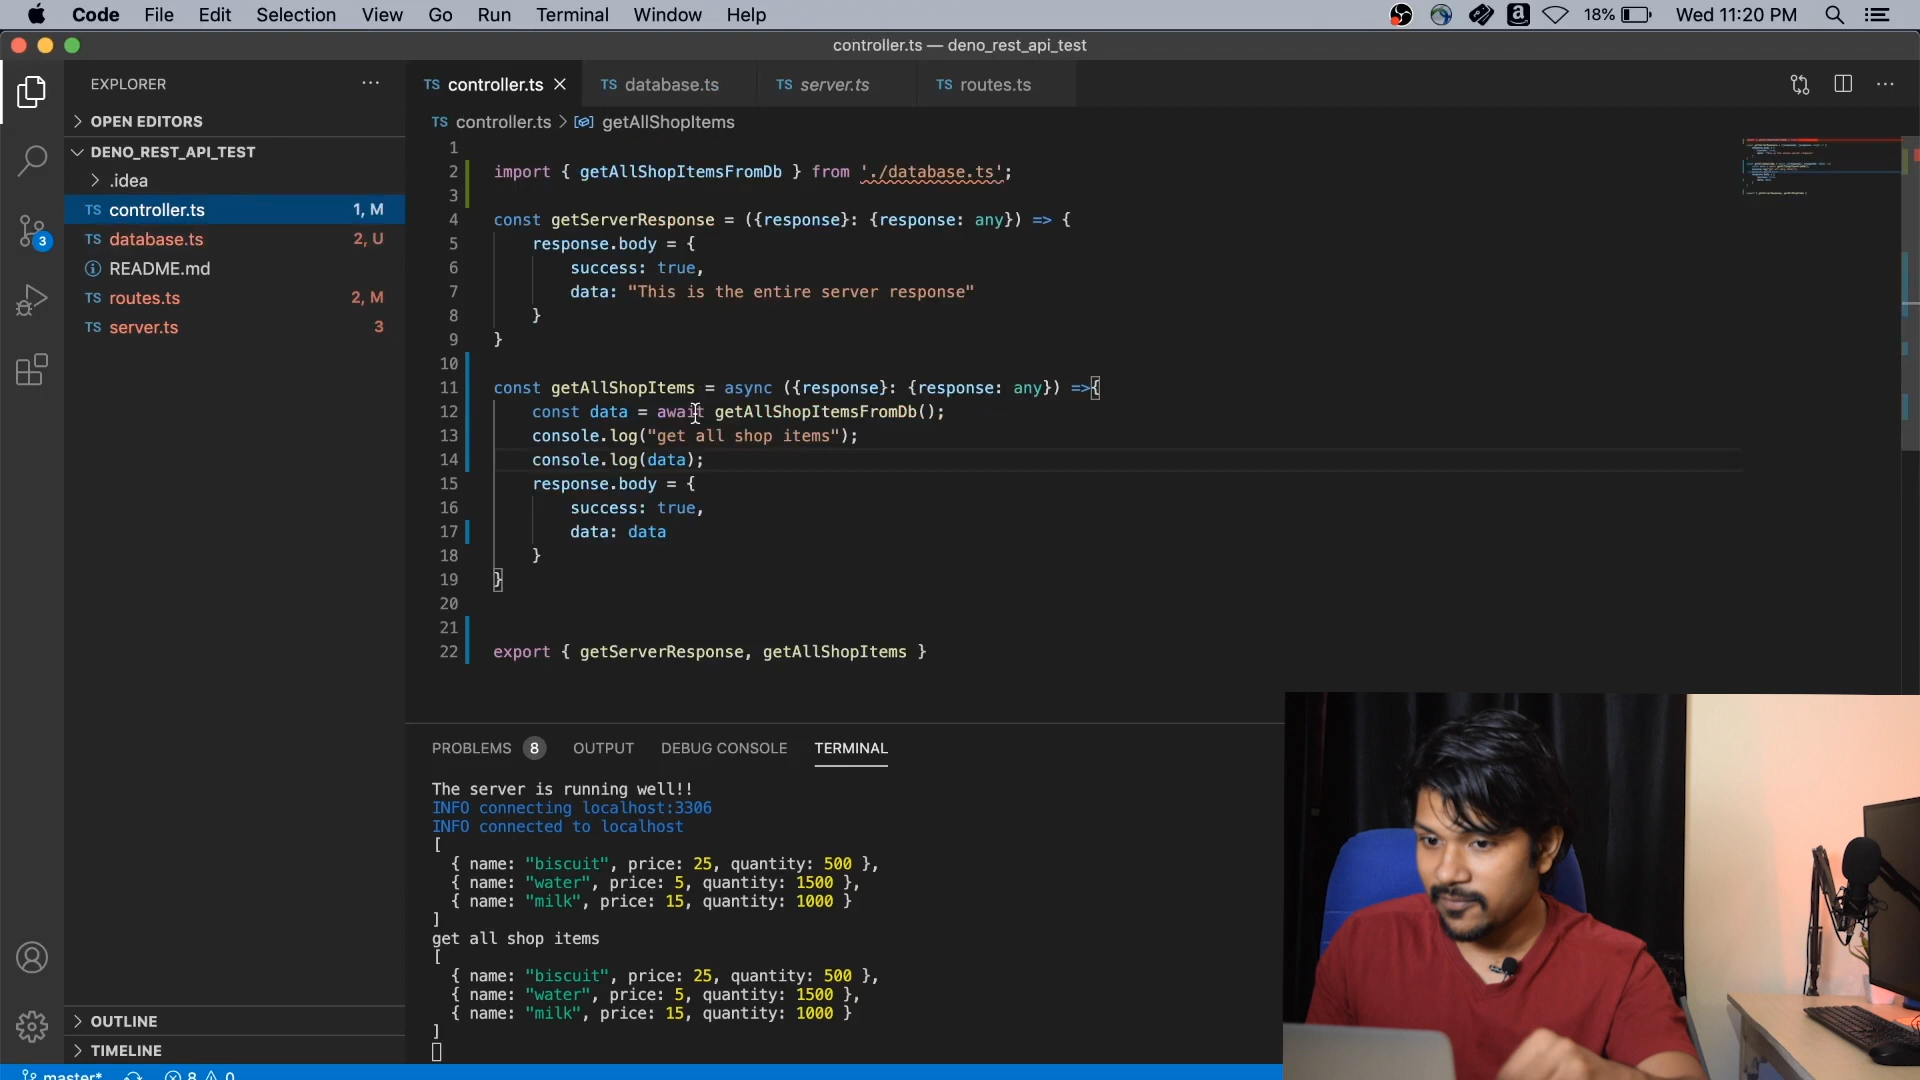 Code File Edit Selection View Go Run Terminal Window Help 18% Wed 11:20 PM
controller.ts — deno_rest_api_test
EXPLORER
OPEN EDITORS
DENO_REST_API_TEST
.idea
TS controller.ts 1, M
TS database.ts 2, U
README.md
TS routes.ts 2, M
TS server.ts 3
3
OUTLINE
TIMELINE
TS controller.ts TS database.ts TS server.ts TS routes.ts
TS controller.ts > getAllShopItems
1
2 import { getAllShopItemsFromDb } from './database.ts';
3
4 const getServerResponse = ({response}: {response: any}) => {
5 response.body = {
6 success: true,
7 data: "This is the entire server response"
8 }
9 }
10
11 const getAllShopItems = async ({response}: {response: any}) =>{
12 const data = await getAllShopItemsFromDb();
13 console.log("get all shop items");
14 console.log(data);
15 response.body = {
16 success: true,
17 data: data
18 }
19 }
20
21
22 export { getServerResponse, getAllShopItems }
PROBLEMS 8 OUTPUT DEBUG CONSOLE TERMINAL
The server is running well!!
INFO connecting localhost:3306
INFO connected to localhost
[
{ name: "biscuit", price: 25, quantity: 500 },
{ name: "water", price: 5, quantity: 1500 },
{ name: "milk", price: 15, quantity: 1000 }
]
get all shop items
[
{ name: "biscuit", price: 25, quantity: 500 },
{ name: "water", price: 5, quantity: 1500 },
{ name: "milk", price: 15, quantity: 1000 }
]
master* 8 0